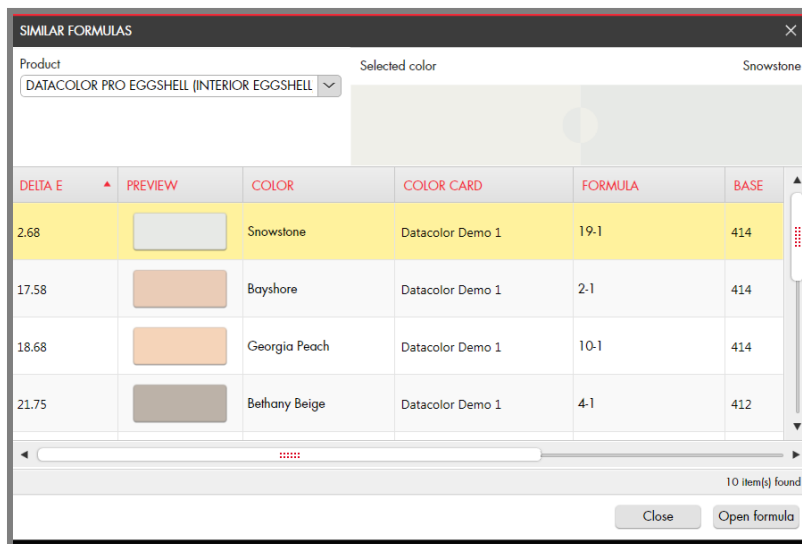 SIMILAR FORMULAS
Product
Selected color
Snowstone
DATACOLOR PRO EGGSHELL (INTERIOR EGGSHELL
DELTA E PREVIEW COLOR COLOR CARD FORMULA BASE
2.68 Snowstone Datacolor Demo 1 19-1 414
17.58 Bayshore Datacolor Demo 1 2-1 414
18.68 Georgia Peach Datacolor Demo 1 10-1 414
21.75 Bethany Beige Datacolor Demo 1 4-1 412
10 item(s) found
Close Open formula